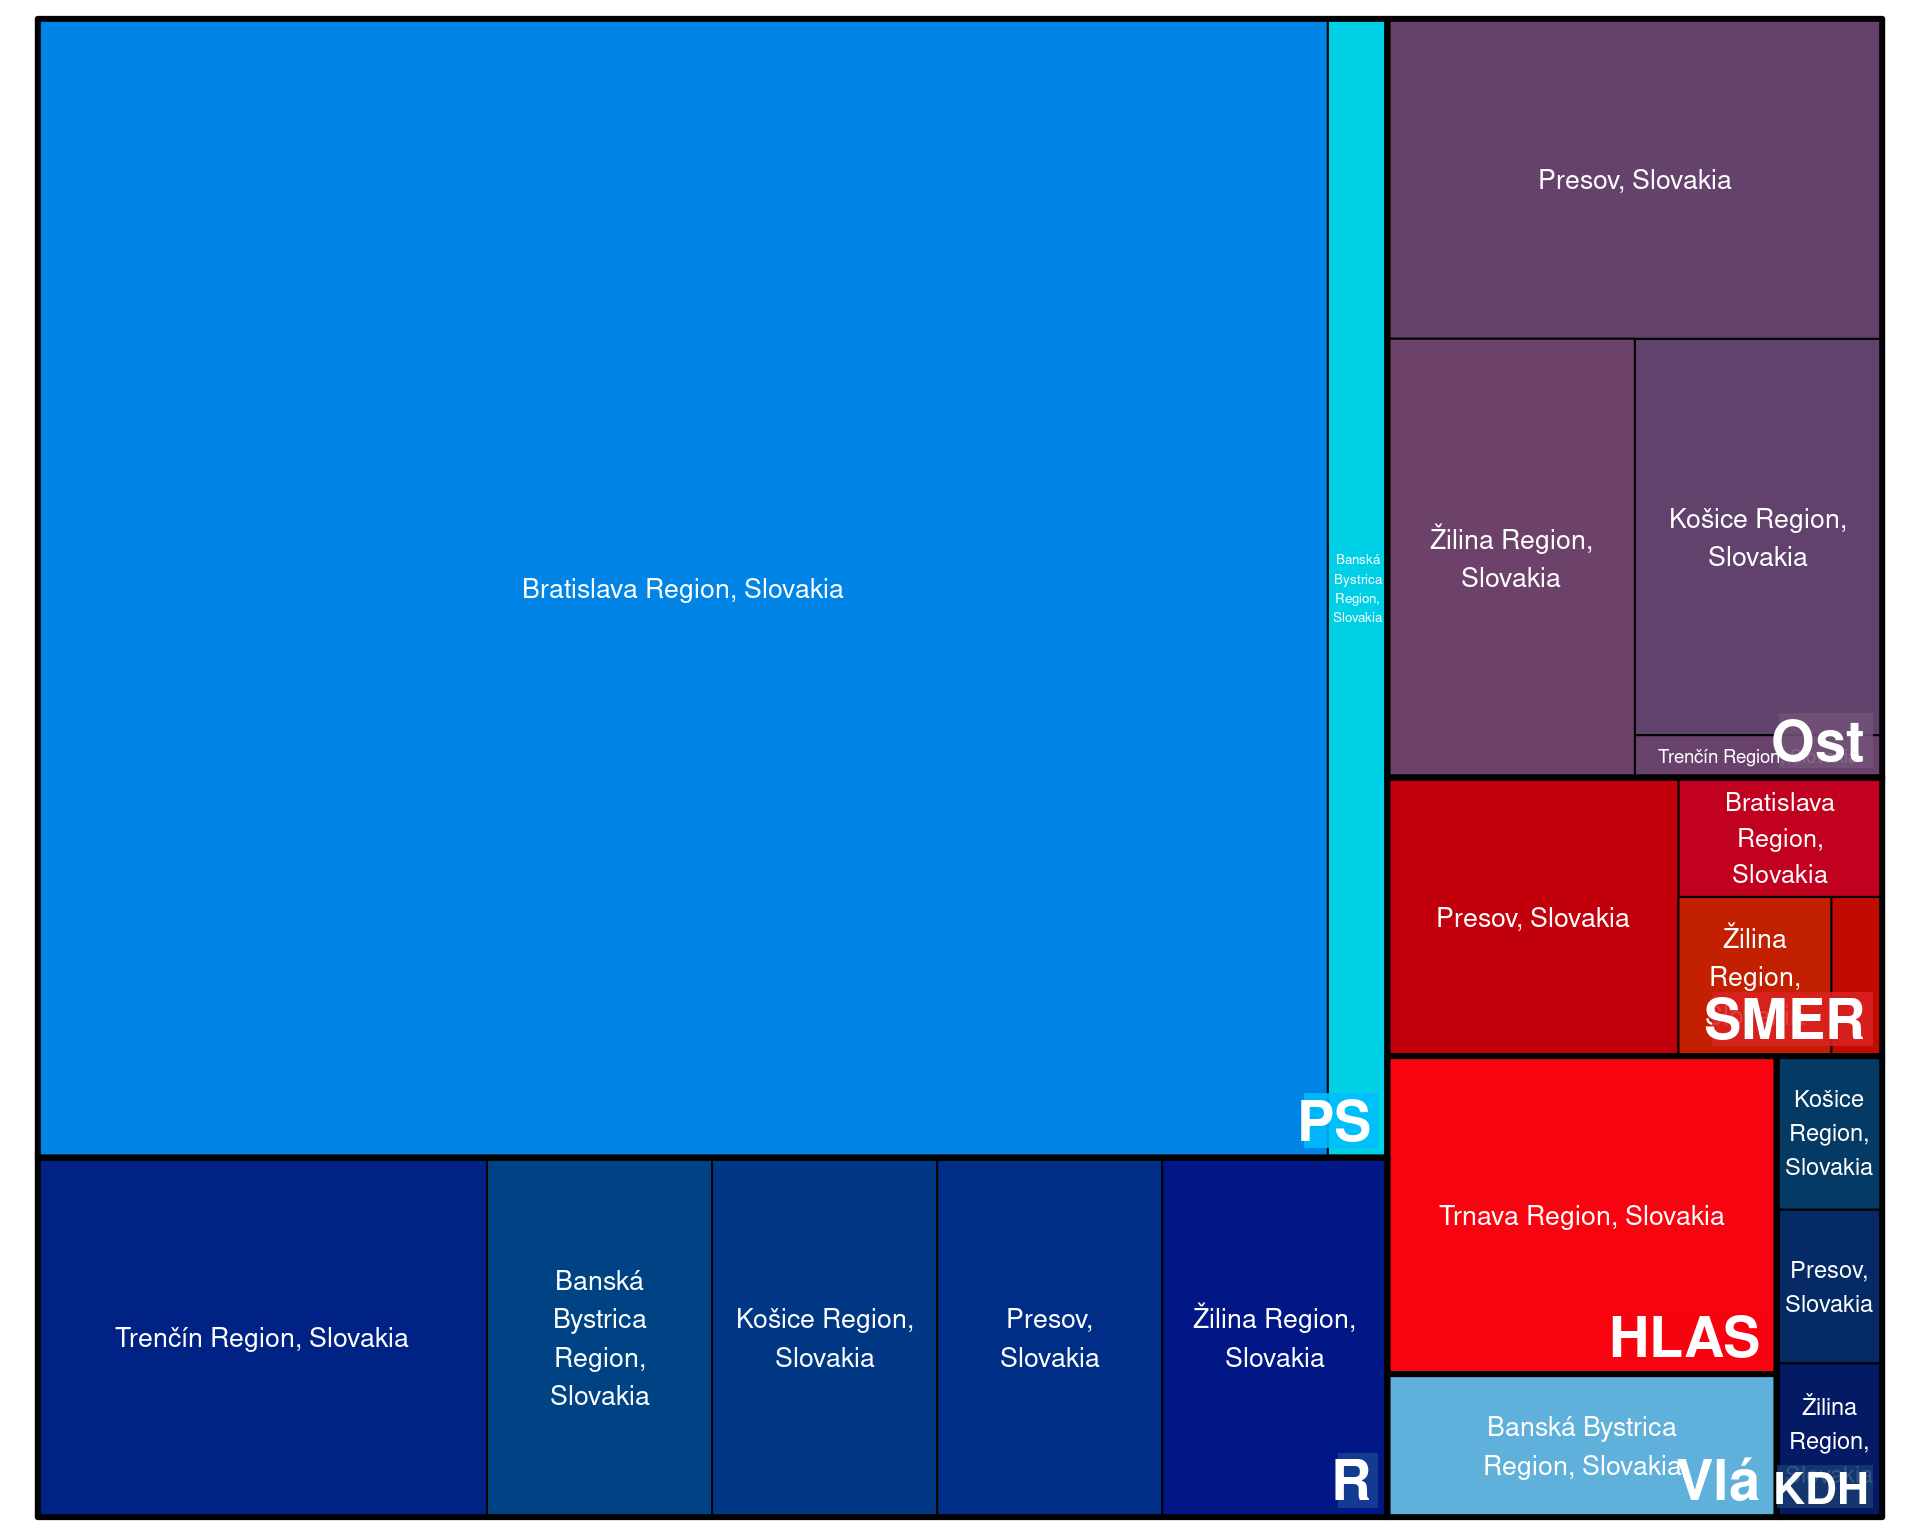 Bratislava Region, Slovakia
Banská
Bystrica
Region,
Slovakia
PS
Trenčín Region, Slovakia
Banská
Bystrica
Region,
Slovakia
Košice Region,
Slovakia
Presov,
Slovakia
Žilina Region,
Slovakia
R
Presov, Slovakia
Žilina Region,
Slovakia
Košice Region,
Slovakia
Trenčín Region
Ost
Presov, Slovakia
Bratislava
Region,
Slovakia
Žilina
Region,
SMER
Trnava Region, Slovakia
HLAS
Banská Bystrica
Region, Slovakia
Vlá
Košice
Region,
Slovakia
Presov,
Slovakia
Žilina
Region,
KDH